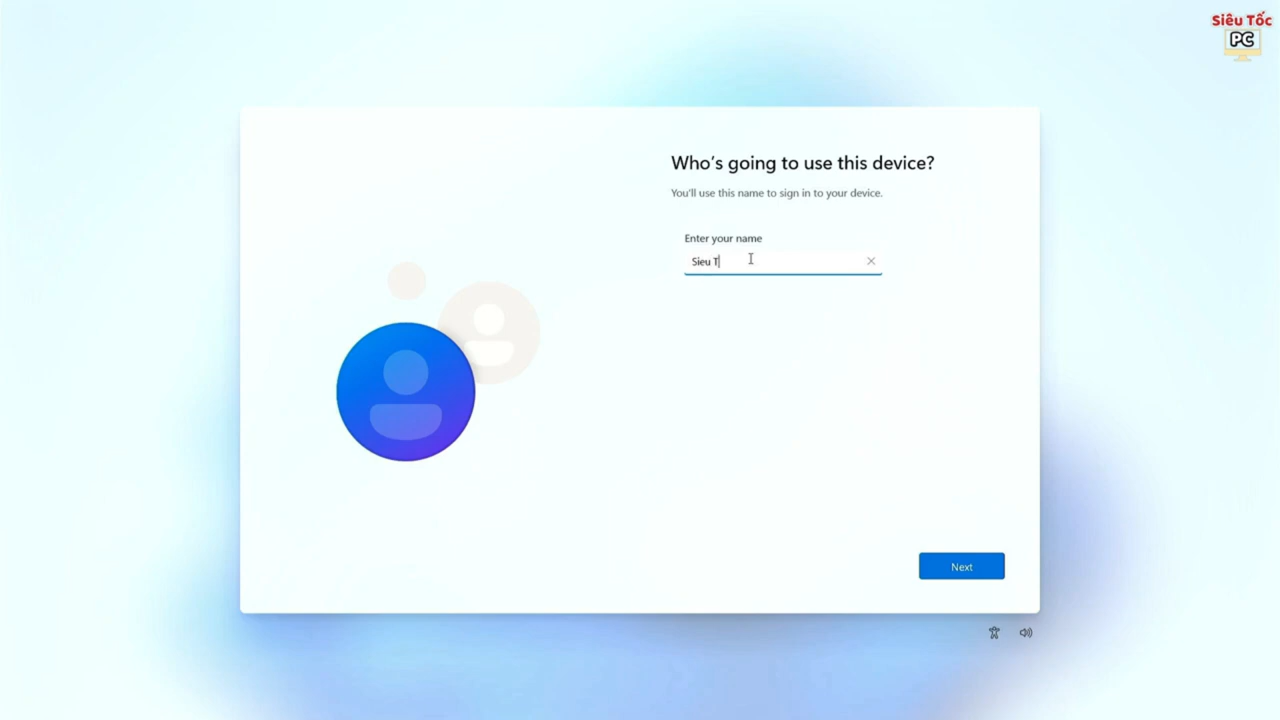 Siêu Tốc
PC
Who's going to use this device?
You'll use this name to sign in to your device.
Enter your name
Sieu T
Next